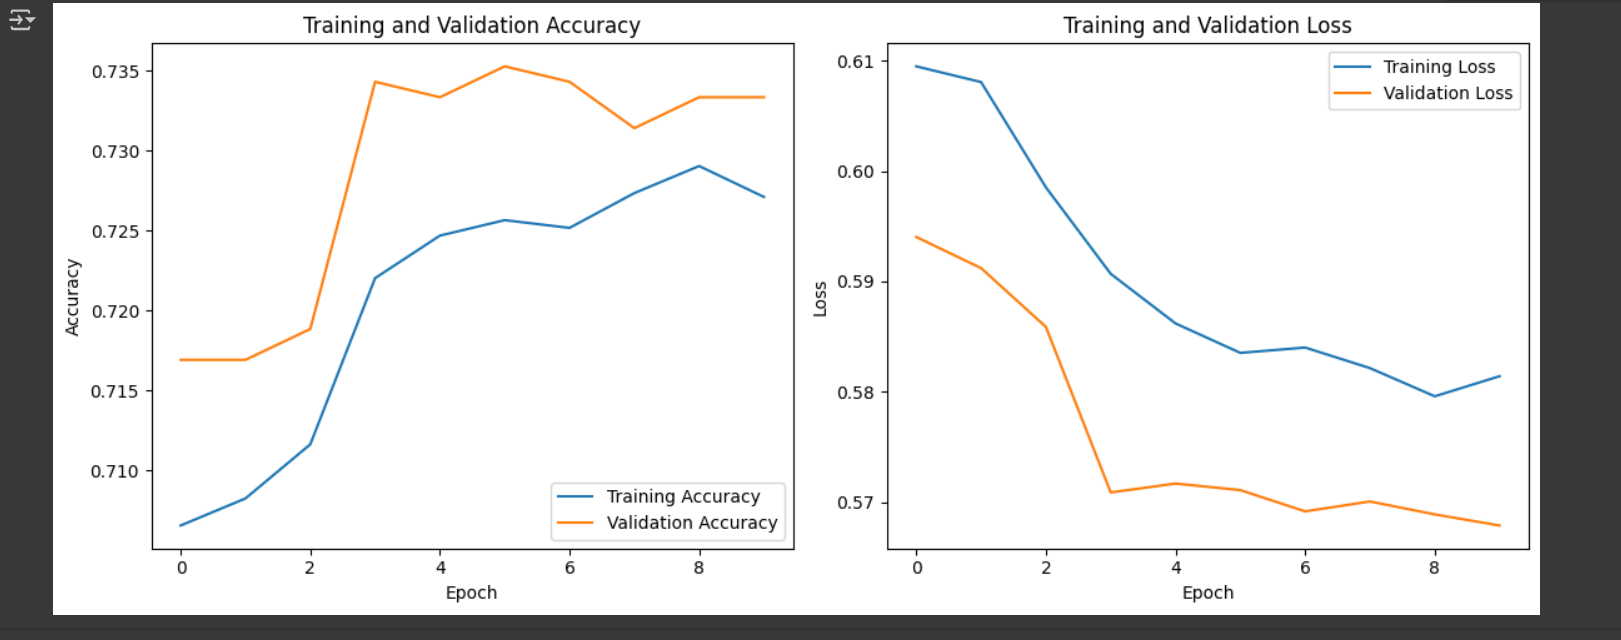 Training and Validation Accuracy
0.735
0.730
0.725
0.720
0.715
0.710
Accuracy
Training Accuracy
Validation Accuracy
0 2 4 6 8
Epoch
Training and Validation Loss
0.61
0.60
0.59
0.58
0.57
Loss
Training Loss
Validation Loss
0 2 4 6 8
Epoch